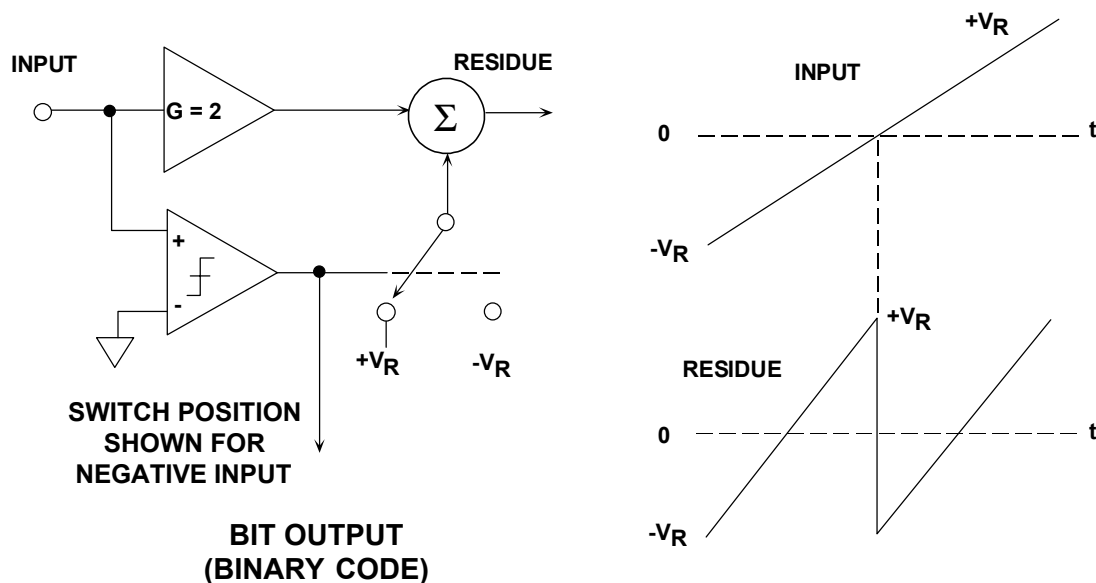 INPUT
G = 2
RESIDUE
Σ
+
-
+VR
-VR
SWITCH POSITION
SHOWN FOR
NEGATIVE INPUT
BIT OUTPUT
(BINARY CODE)
+VR
INPUT
0
t
-VR
+VR
RESIDUE
0
t
-VR